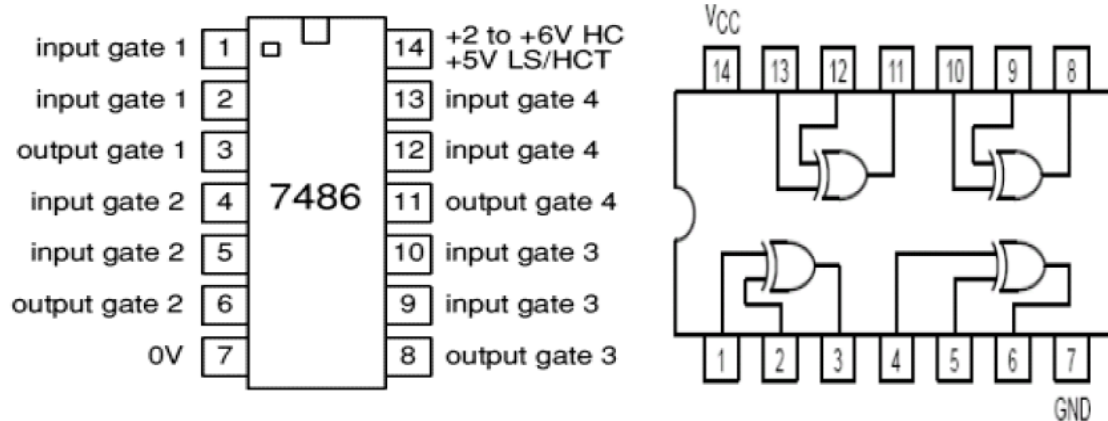 input gate 1 1 14 +2 to +6V HC
+5V LS/HCT
input gate 1 2 13 input gate 4
output gate 1 3 12 input gate 4
input gate 2 4 7486 11 output gate 4
input gate 2 5 10 input gate 3
output gate 2 6 9 input gate 3
0V 7 8 output gate 3
VCC
14 13 12 11 10 9 8
1 2 3 4 5 6 7
GND